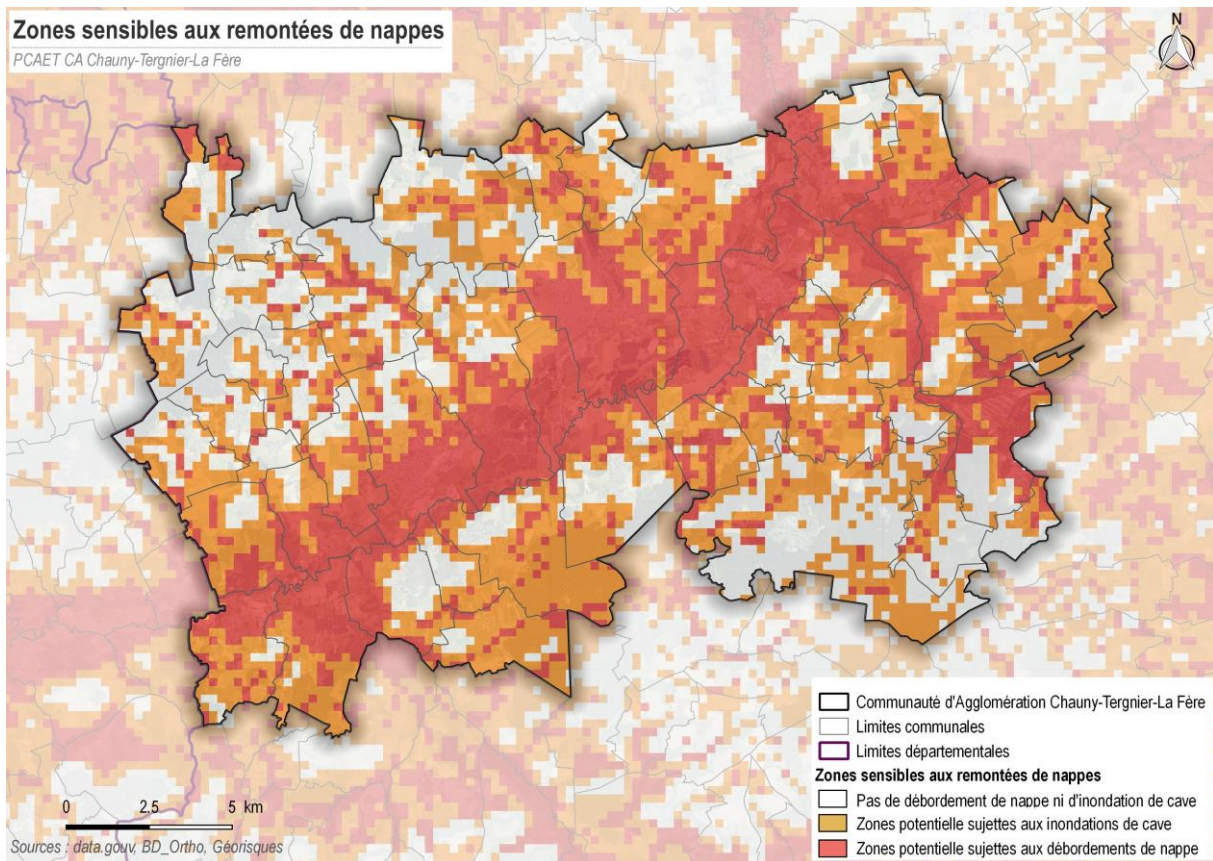 Zones sensibles aux remontées de nappes
PCAET CA Chauny-Tergnier-La Fère
N
Communauté d'Agglomération Chauny-Tergnier-La Fère
Limites communales
Limites départementales
Zones sensibles aux remontées de nappes
Pas de débordement de nappe ni d'inondation de cave
Zones potentielle sujettes aux inondations de cave
Zones potentielle sujettes aux débordements de nappe
0 2.5 5 km
Sources : data.gouv, BD_Ortho, Géorisques